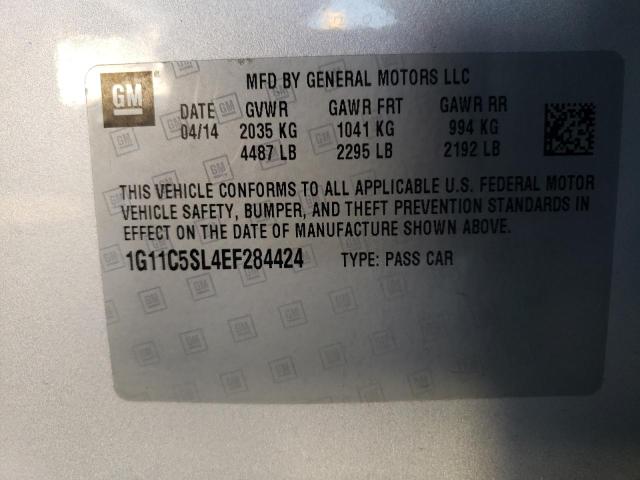 GM
MFD BY GENERAL MOTORS LLC
DATE GVWR GAWR FRT GAWR RR
04/14 2035 KG 1041 KG 994 KG
4487 LB 2295 LB 2192 LB
THIS VEHICLE CONFORMS TO ALL APPLICABLE U.S. FEDERAL MOTOR
VEHICLE SAFETY, BUMPER, AND THEFT PREVENTION STANDARDS IN
EFFECT ON THE DATE OF MANUFACTURE SHOWN ABOVE.
1G11C5SL4EF284424 TYPE: PASS CAR